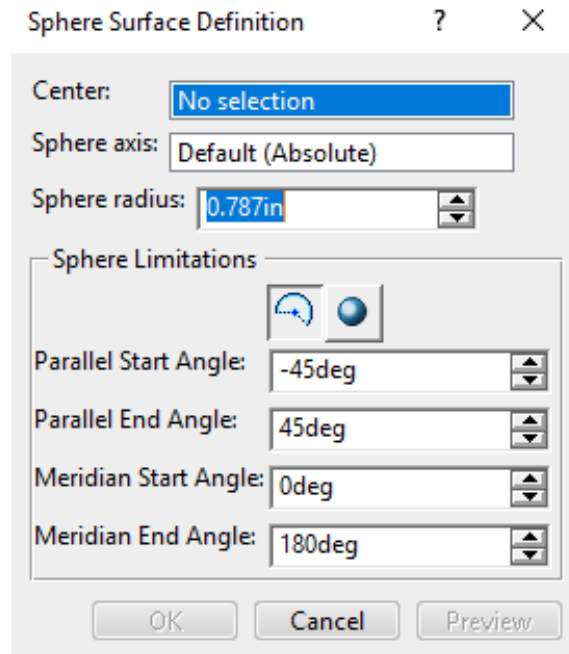 Sphere Surface Definition ? ×
Center: No selection
Sphere axis: Default (Absolute)
Sphere radius: 0.787in
Sphere Limitations
Parallel Start Angle: -45deg
Parallel End Angle: 45deg
Meridian Start Angle: 0deg
Meridian End Angle: 180deg
OK Cancel Preview